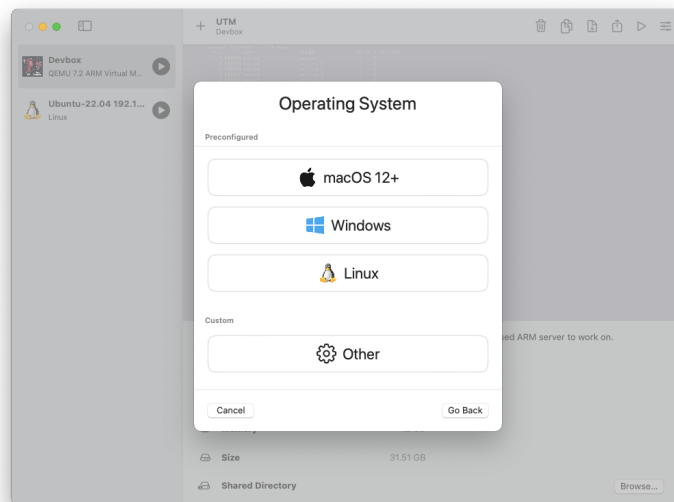 UTM
Devbox
Devbox
QEMU 7.2 ARM Virtual M...
Ubuntu-22.04 192.1...
Linux
Operating System
Preconfigured
macOS 12+
Windows
Linux
Custom
Other
Cancel
Go Back
ARM server to work on.
Size
31.51 GB
Shared Directory
Browse...